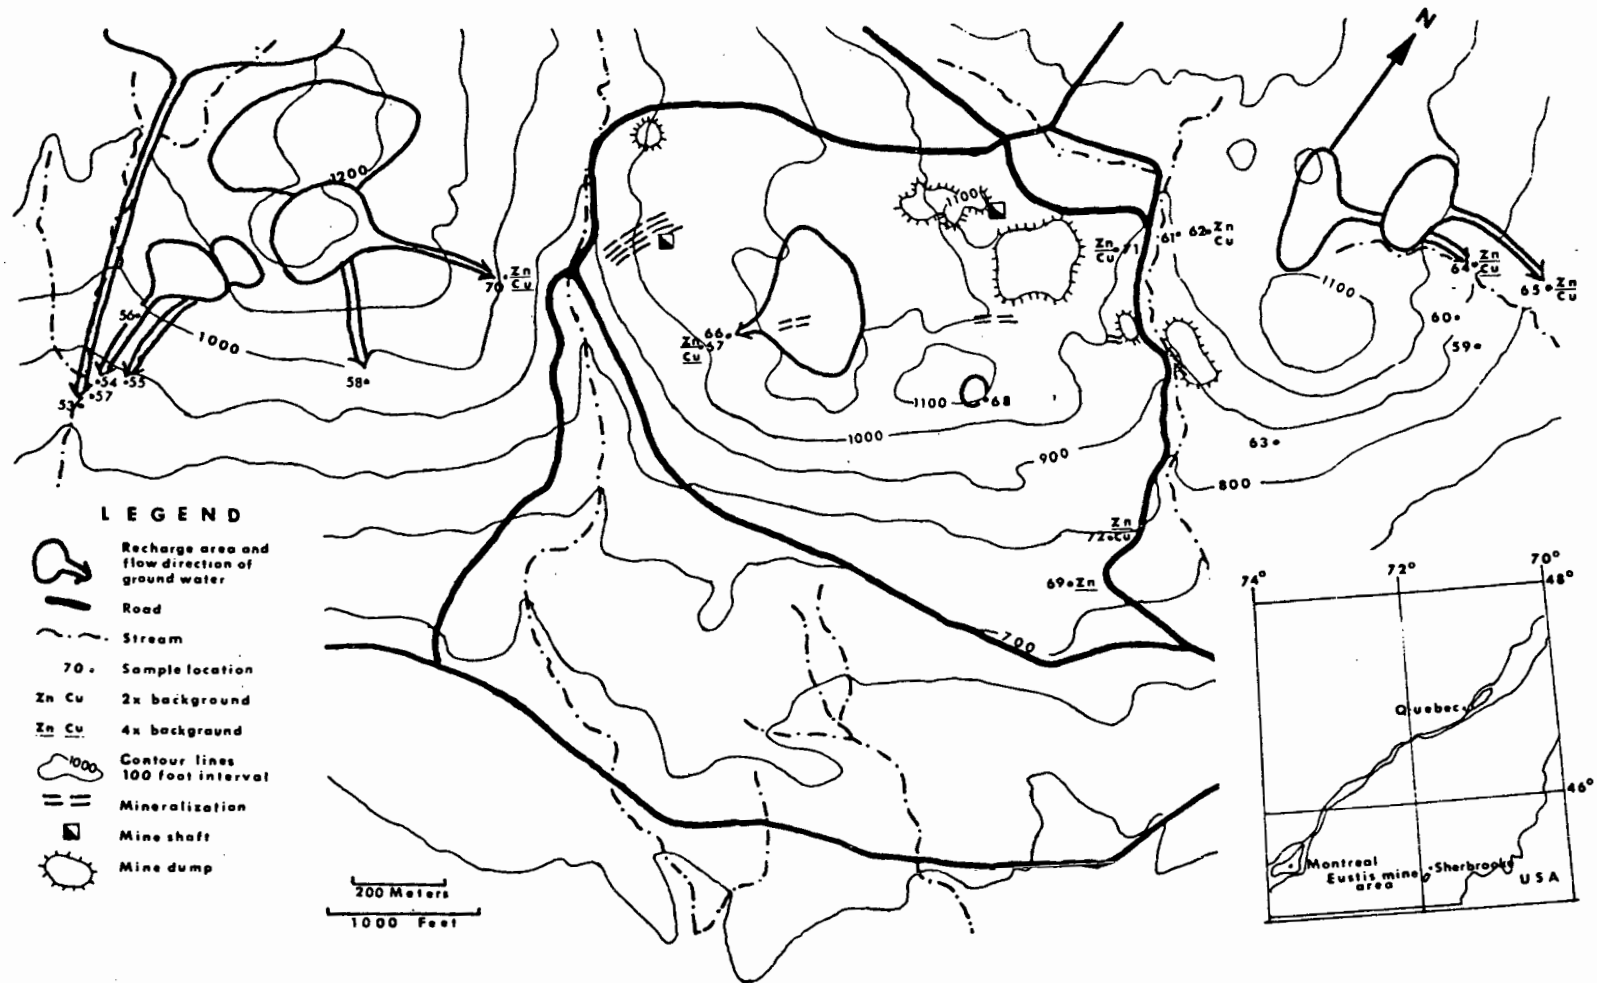 N
1200
1100
Zn
Cu
71
61
62
Zn
Cu
Zn
Cu
70
64
Zn
Cu
65
Zn
Cu
1100
56
1000
66
Zn
67
Cu
60
59
54
55
58
57
53
1100
68
1000
63
900
800
Zn
72 Cu
69 Zn
700
LEGEND
Recharge area and
flow direction of
ground water
Road
Stream
70 Sample location
Zn Cu 2x background
Zn Cu 4x background
1000 Contour lines
100 foot interval
Mineralization
Mine shaft
Mine dump
200 Meters
1000 Feet
74° 72° 70°
48°
Quebec
46°
Montreal
Sherbrooke
Eustis mine
area
USA